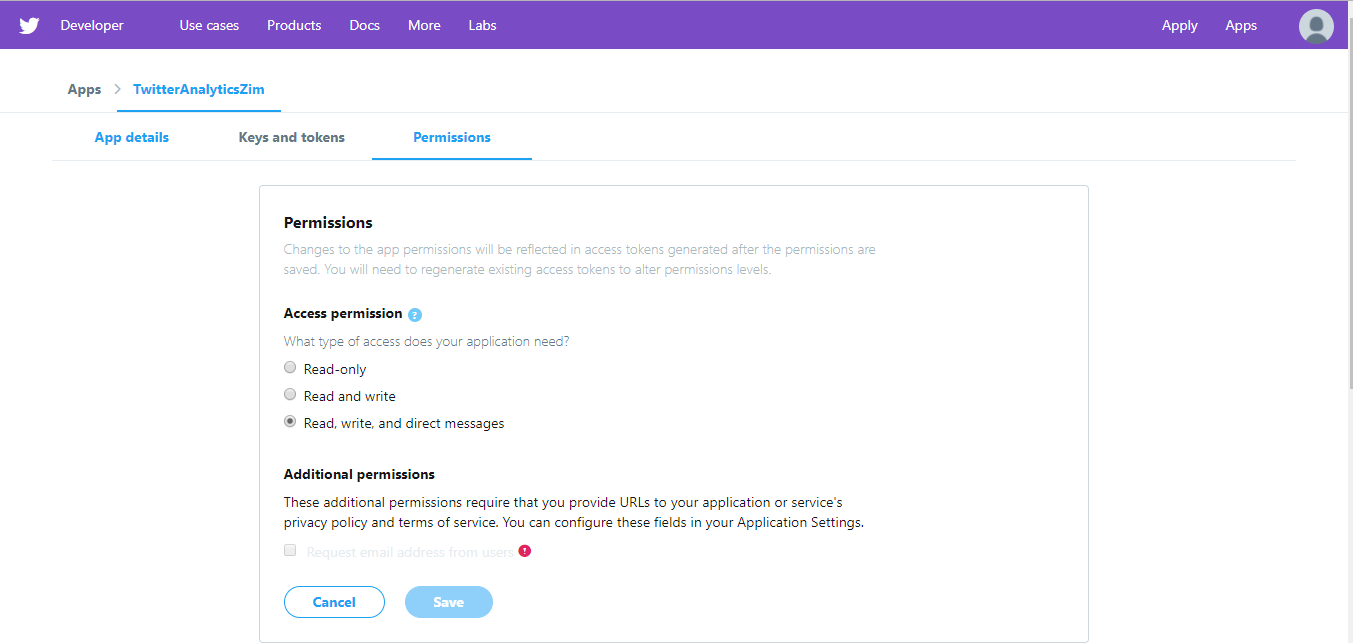 Developer Use cases Products Docs More Labs Apply Apps
Apps > TwitterAnalyticsZim
App details Keys and tokens Permissions
Permissions
Changes to the app permissions will be reflected in access tokens generated after the permissions are
saved. You will need to regenerate existing access tokens to alter permissions levels.
Access permission ?
What type of access does your application need?
Read-only
Read and write
Read, write, and direct messages
Additional permissions
These additional permissions require that you provide URLs to your application or service's
privacy policy and terms of service. You can configure these fields in your Application Settings.
Request email address from users !
Cancel Save